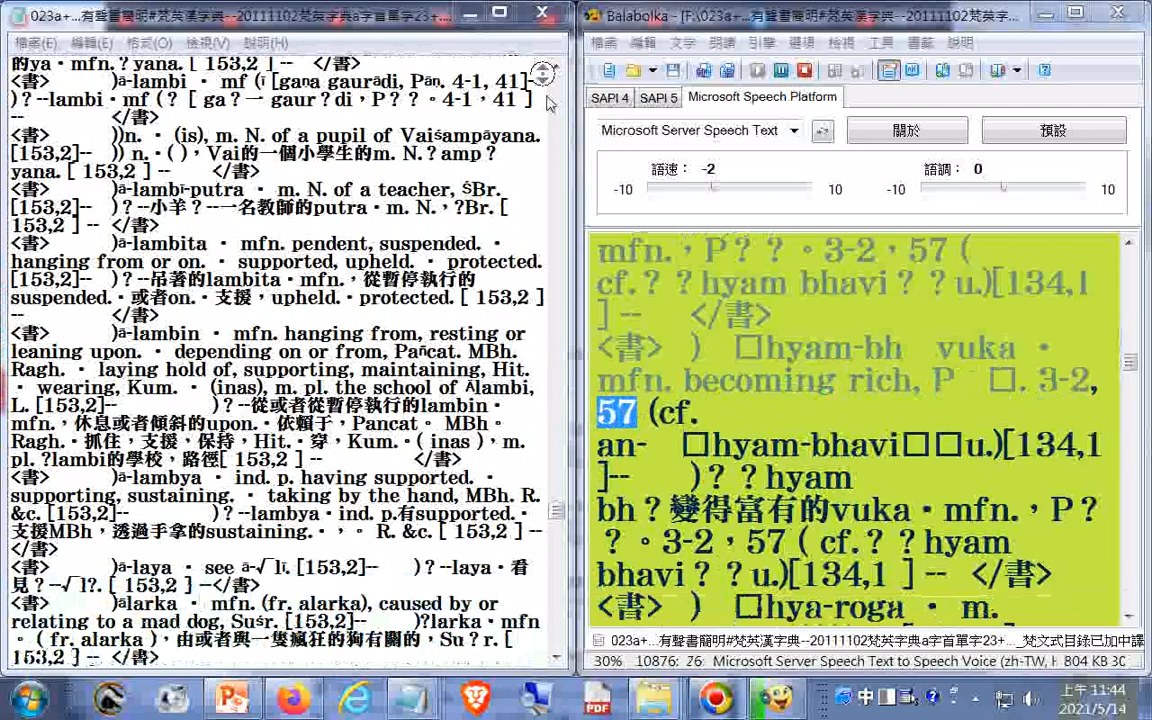 023a+...有聲書簡明#梵英漢字典--20111102梵英字典a字首單字23+...
檔案(E) 編輯(E) 格式(O) 檢視(V) 說明(H)
的ya‧mfn.?yana. [ 153,2 ] -- </書>
<書> )ā-lambi ‧ mf (ī [gaṇa gaurādi, Pāṇ. 4-1, 41]--
)?--lambi‧mf (? [ ga?一 gaur?di,P??。4-1,41 ]
-- </書>
<書> ))n. ‧ (is), m. N. of a pupil of Vaiśampāyana.
[153,2]-- )) n.‧( ),Vai的一個小學生的m. N.?amp?
yana. [ 153,2 ] -- </書>
<書> )ā-lambī-putra ‧ m. N. of a teacher, ŚBr.
[153,2]-- )?--小羊?--一名教師的putra‧m. N.,?Br. [
153,2 ] -- </書>
<書> )ā-lambita ‧ mfn. pendent, suspended. ‧
hanging from or on. ‧ supported, upheld. ‧ protected.
[153,2]-- )?--吊著的lambita‧mfn.,從暫停執行的
suspended.‧或者on.‧支援,upheld.‧protected. [ 153,2 ]
-- </書>
<書> )ā-lambin ‧ mfn. hanging from, resting or
leaning upon. ‧ depending on or from, Pañcat. MBh.
Ragh. ‧ laying hold of, supporting, maintaining, Hit.
‧ wearing, Kum. ‧ (inas), m. pl. the school of Ālambi,
L. [153,2]-- )?--從或者從暫停執行的lambin‧
mfn.,休息或者傾斜的upon.‧依賴于,Pancat。MBh。
Ragh.‧抓住,支援,保持,Hit.‧穿,Kum.‧( inas ),m.
pl. ?lambi的學校,路徑[ 153,2 ] -- </書>
<書> )ā-lambya ‧ ind. p. having supported. ‧
supporting, sustaining. ‧ taking by the hand, MBh. R.
&c. [153,2]-- )?--lambya‧ind. p.有supported.‧
支援MBh,透過手拿的sustaining.‧,。 R. &c. [ 153,2 ] --
</書>
<書> )ā-laya ‧ see ā-√lī. [153,2]-- )?--laya‧看
見?--√l?. [ 153,2 ] --</書>
<書> )ālarka ‧ mfn. (fr. alarka), caused by or
relating to a mad dog, Suśr. [153,2]-- )?larka‧mfn
.( fr. alarka ),由或者與一隻瘋狂的狗有關的,Su?r. [
153,2 ] -- </書>
Balabolka - [F:\023a+...有聲書簡明#梵英漢字典--20111102梵英字...
檔案 編輯 文字 朗讀 引擎 選項 檢視 工具 書籤 說明
SAPI 4 SAPI 5 Microsoft Speech Platform
Microsoft Server Speech Text 關於 預設
語速: -2 語調: 0
-10 10 -10 10
mfn.,P??。3-2,57 (
cf.??hyam bhavi??u.)[134,1
] -- </書>
<書> ) □hyam-bh vuka ‧
mfn. becoming rich, P □. 3-2,
57 (cf.
an- □hyam-bhavi□□u.)[134,1
]-- )??hyam
bh?變得富有的vuka‧mfn.,P?
?。3-2,57 ( cf.??hyam
bhavi??u.)[134,1 ] -- </書>
<書> ) □hya-roga ‧ m.
023a+...有聲書簡明#梵英漢字典--20111102梵英字典a字首單字23+..._梵文式目錄已加中譯
30% 10876: 26 Microsoft Server Speech Text to Speech Voice (zh-TW, H 804 KB 30
中
上午 11:44
2021/5/14